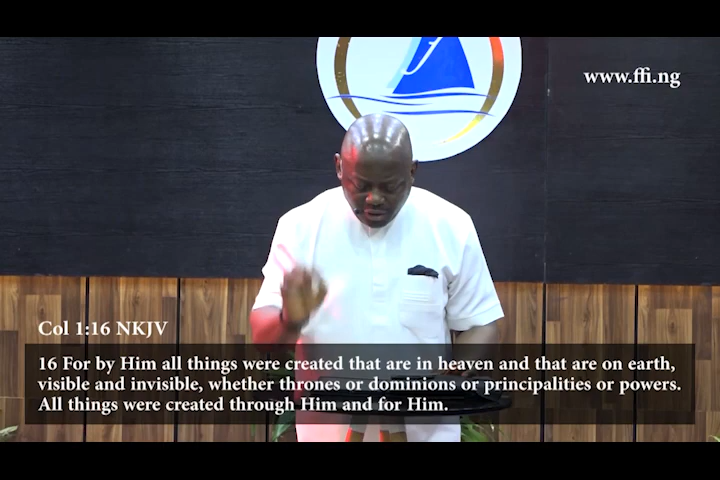 www.ffi.ng
Col 1:16 NKJV
16 For by Him all things were created that are in heaven and that are on earth,
visible and invisible, whether thrones or dominions or principalities or powers.
All things were created through Him and for Him.